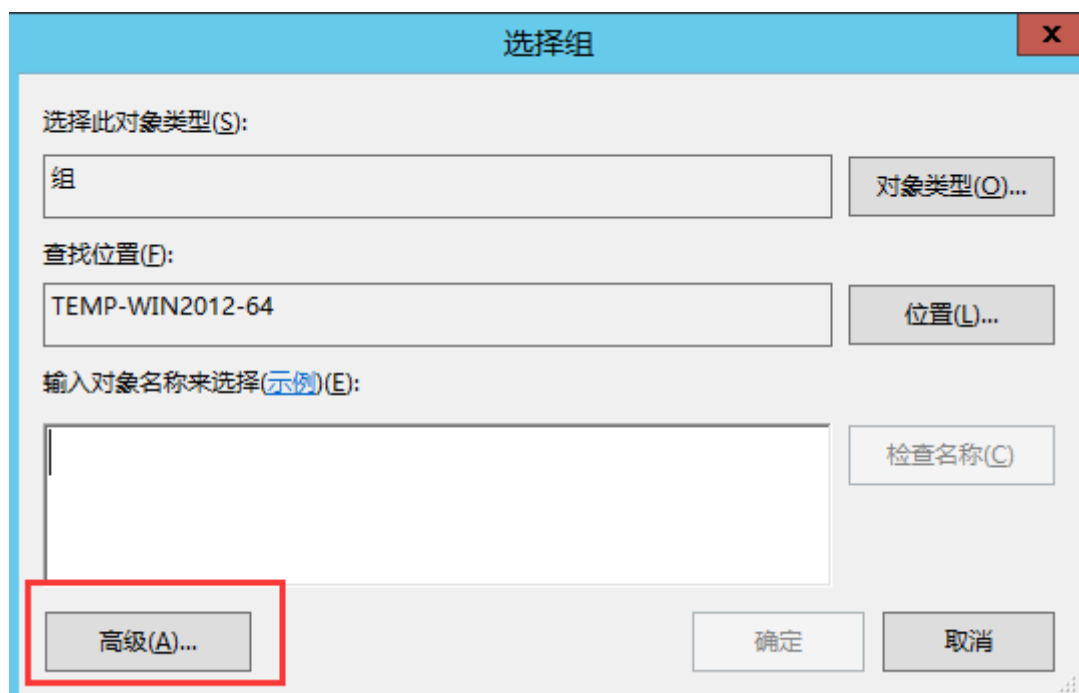 选择组
x
选择此对象类型(S):
组
对象类型(O)...
查找位置(F):
TEMP-WIN2012-64
位置(L)...
输入对象名称来选择(示例)(E):
检查名称(C)
高级(A)...
确定
取消